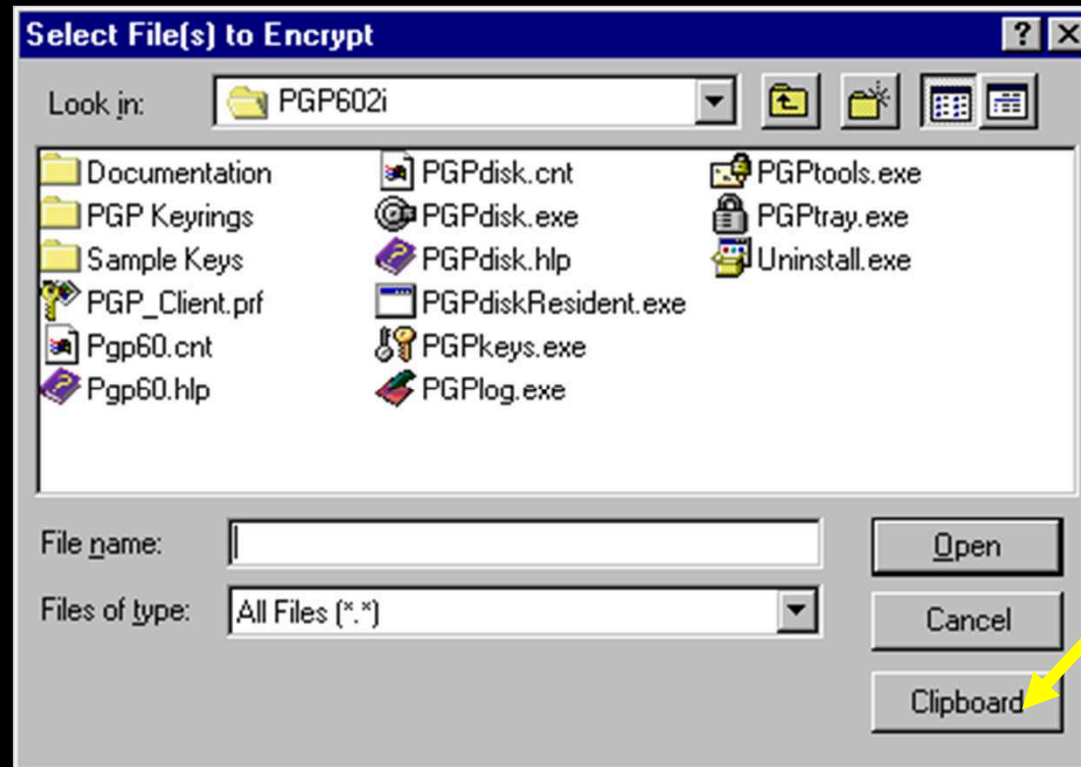 Select File(s) to Encrypt
Look in: PGP602i
Documentation
PGP Keyrings
Sample Keys
PGP_Client.prf
Pgp60.cnt
Pgp60.hlp
PGPdisk.cnt
PGPdisk.exe
PGPdisk.hlp
PGPdiskResident.exe
PGPkeys.exe
PGPlog.exe
PGPtools.exe
PGPtray.exe
Uninstall.exe
File name:
Open
Files of type: All Files (*.*)
Cancel
Clipboard